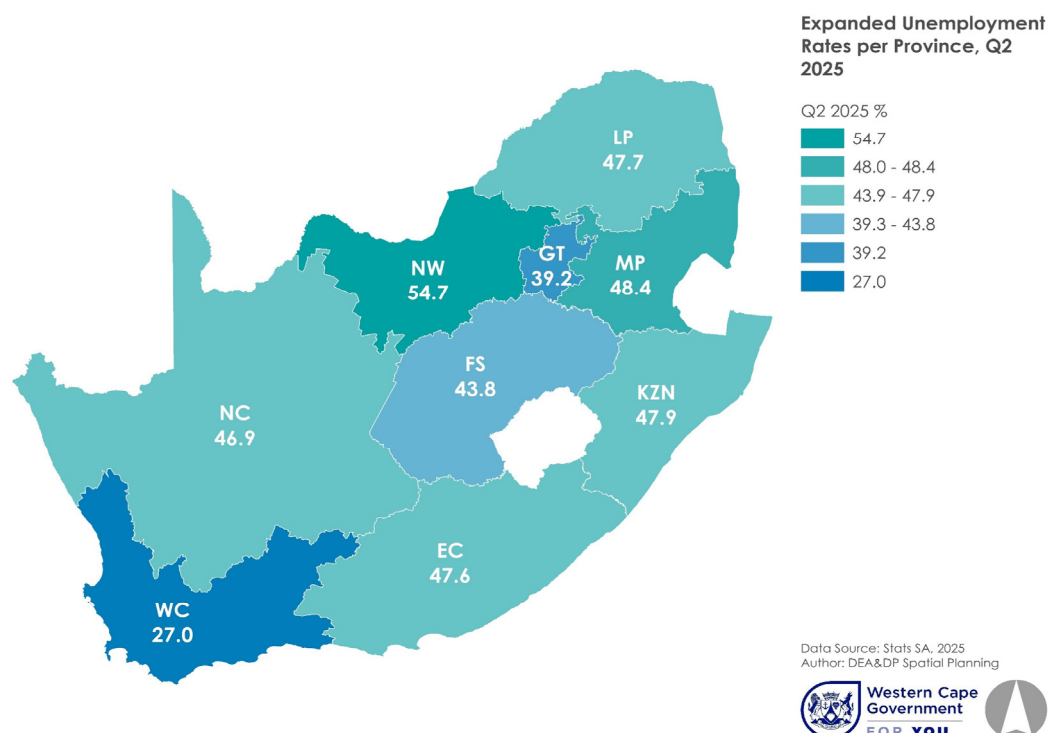 Expanded Unemployment
Rates per Province, Q2
2025
Q2 2025 %
54.7
48.0 - 48.4
43.9 - 47.9
39.3 - 43.8
39.2
27.0
LP
47.7
NW
54.7
GT
39.2
MP
48.4
FS
43.8
KZN
47.9
NC
46.9
EC
47.6
WC
27.0
Data Source: Stats SA, 2025
Author: DEA&DP Spatial Planning
Western Cape
Government
FOR YOU